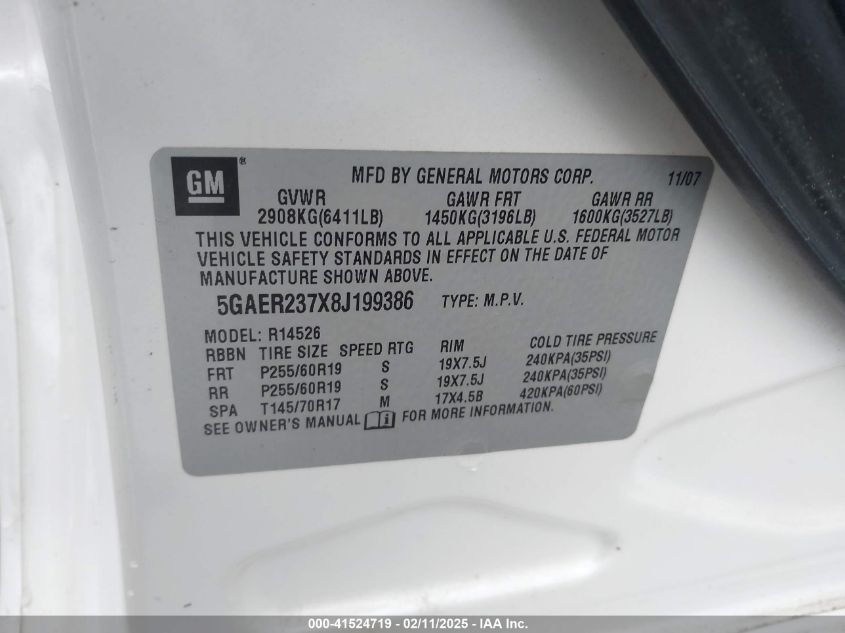 GM ®
MFD BY GENERAL MOTORS CORP. 11/07
GVWR GAWR FRT GAWR RR
2908KG(6411LB) 1450KG(3196LB) 1600KG(3527LB)
THIS VEHICLE CONFORMS TO ALL APPLICABLE U.S. FEDERAL MOTOR
VEHICLE SAFETY STANDARDS IN EFFECT ON THE DATE OF
MANUFACTURE SHOWN ABOVE.
5GAER237X8J199386 TYPE: M.P.V.
MODEL: R14526
RBBN TIRE SIZE SPEED RTG RIM COLD TIRE PRESSURE
FRT P255/60R19 S 19X7.5J 240KPA(35PSI)
RR P255/60R19 S 19X7.5J 240KPA(35PSI)
SPA T145/70R17 M 17X4.5B 420KPA(60PSI)
SEE OWNER'S MANUAL i FOR MORE INFORMATION.
000-41524719 - 02/11/2025 - IAA Inc.